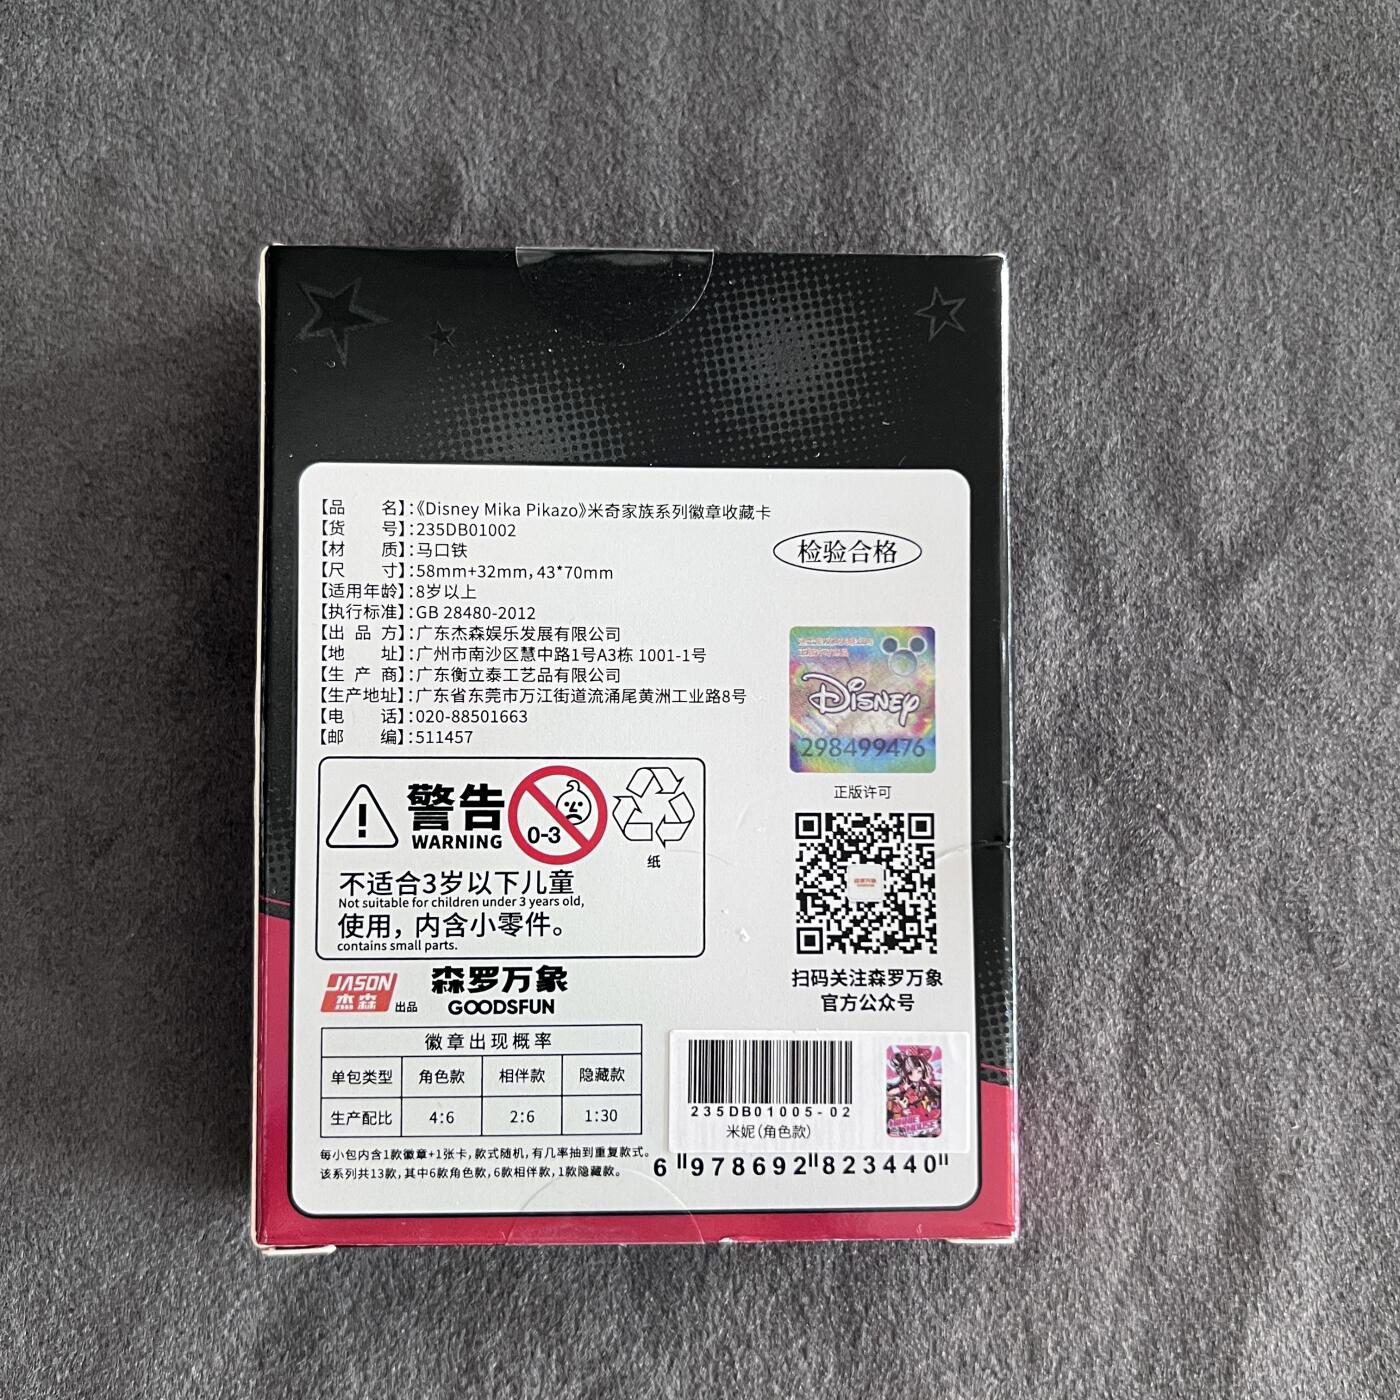 【品 名】:《Disney Mika Pikazo》米奇家族系列徽章收藏卡
【货 号】:235DB01002
【材 质】:马口铁
【尺 寸】:58mm+32mm, 43*70mm
【适用年龄】:8岁以上
【执行标准】:GB 28480-2012
【出 品 方】:广东杰森娱乐发展有限公司
【地 址】:广州市南沙区慧中路1号A3栋 1001-1号
【生 产 商】:广东衡立泰工艺品有限公司
【生产地址】:广东省东莞市万江街道流涌尾黄洲工业路8号
【电 话】:020-88501663
【邮 编】:511457
检验合格
Disney
298499476
正版许可
警告
WARNING
0-3
纸
不适合3岁以下儿童
Not suitable for children under 3 years old,
使用，内含小零件。
contains small parts.
扫码关注森罗万象
官方公众号
JASON
杰森
出品
森罗万象
GOODSFUN
徽章出现概率
单包类型 角色款 相伴款 隐藏款
生产配比 4:6 2:6 1:30
每小包内含1款徽章+1张卡，款式随机，有几率抽到重复款式。
该系列共13款，其中6款角色款，6款相伴款，1款隐藏款。
235DB01005-02
米妮(角色款)
6 978692 823440